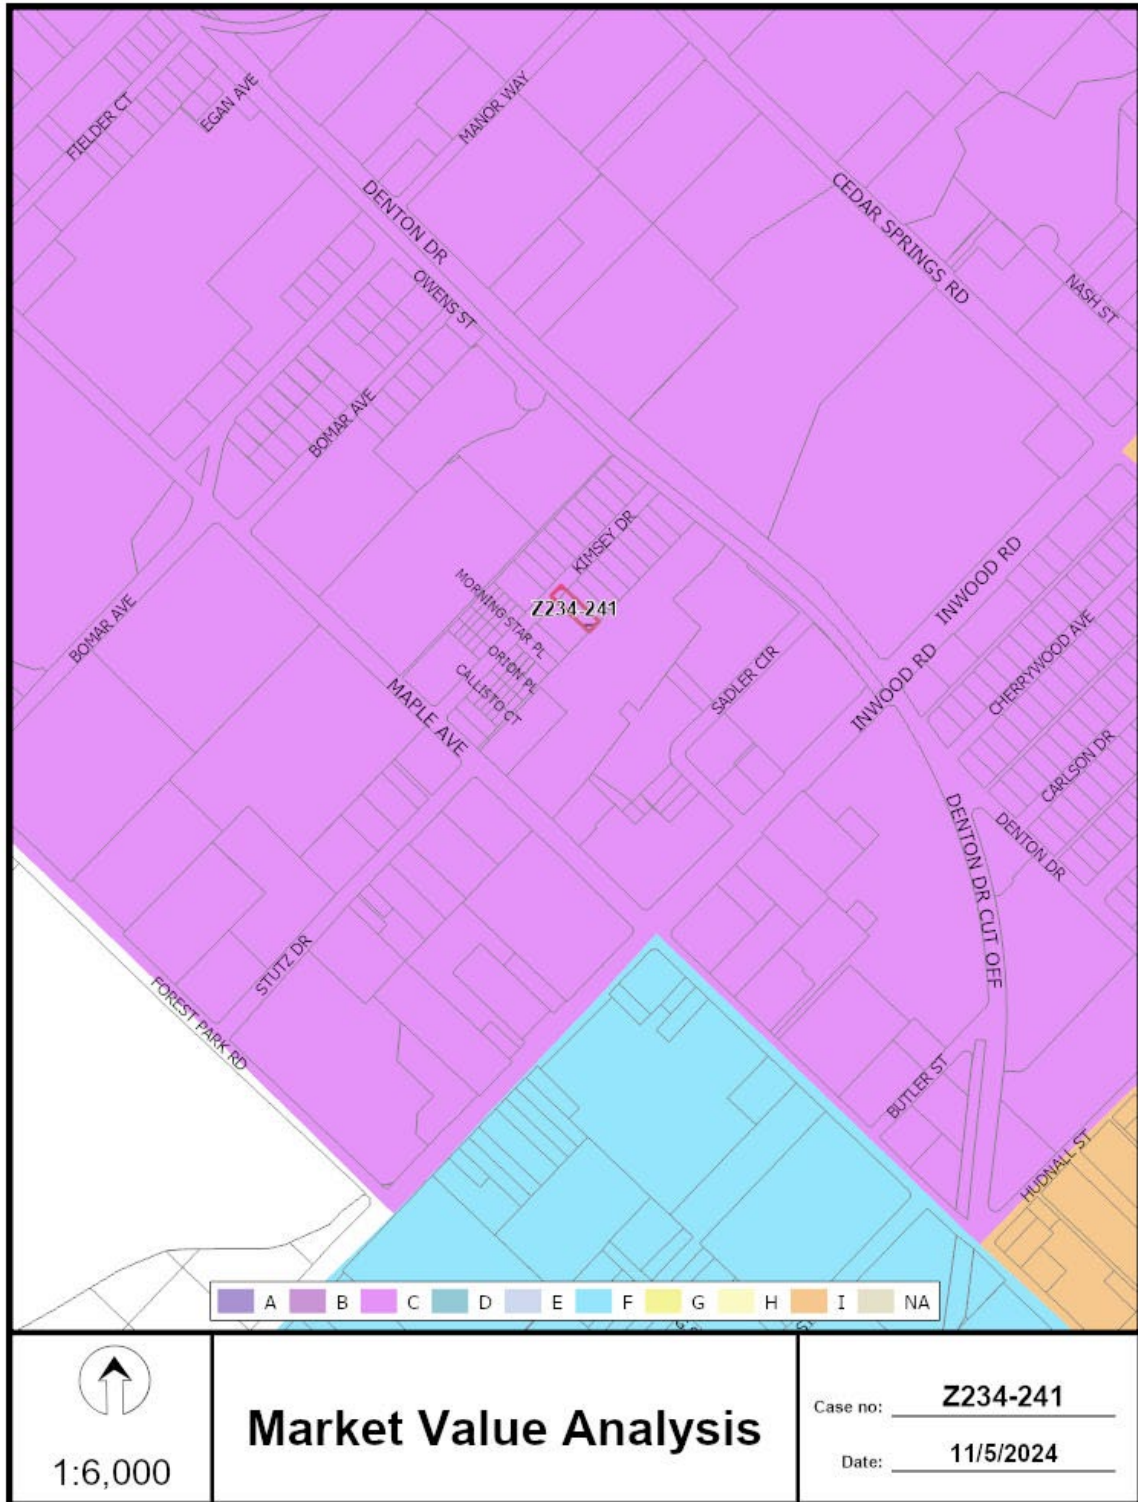 FIELDER CT
EGAN AVE
MANOR WAY
DENTON DR
OWENS ST
CEDAR SPRINGS RD
NASH ST
BOMAR AVE
KIMSEY DR
INWOOD RD
MORNING STAR PL
Z234-241
ORION PL
CALLISTO CT
BOMAR AVE
MAPLE AVE
SADLER CIR
INWOOD RD
CHERRYWOOD AVE
CARLSON DR
DENTON DR
DENTON DR CUT OFF
STUTZ DR
FOREST PARK RD
BUTLER ST
HUDNALL ST
A B C D E F G H I NA
1:6,000
Market Value Analysis
Case no: Z234-241
Date: 11/5/2024